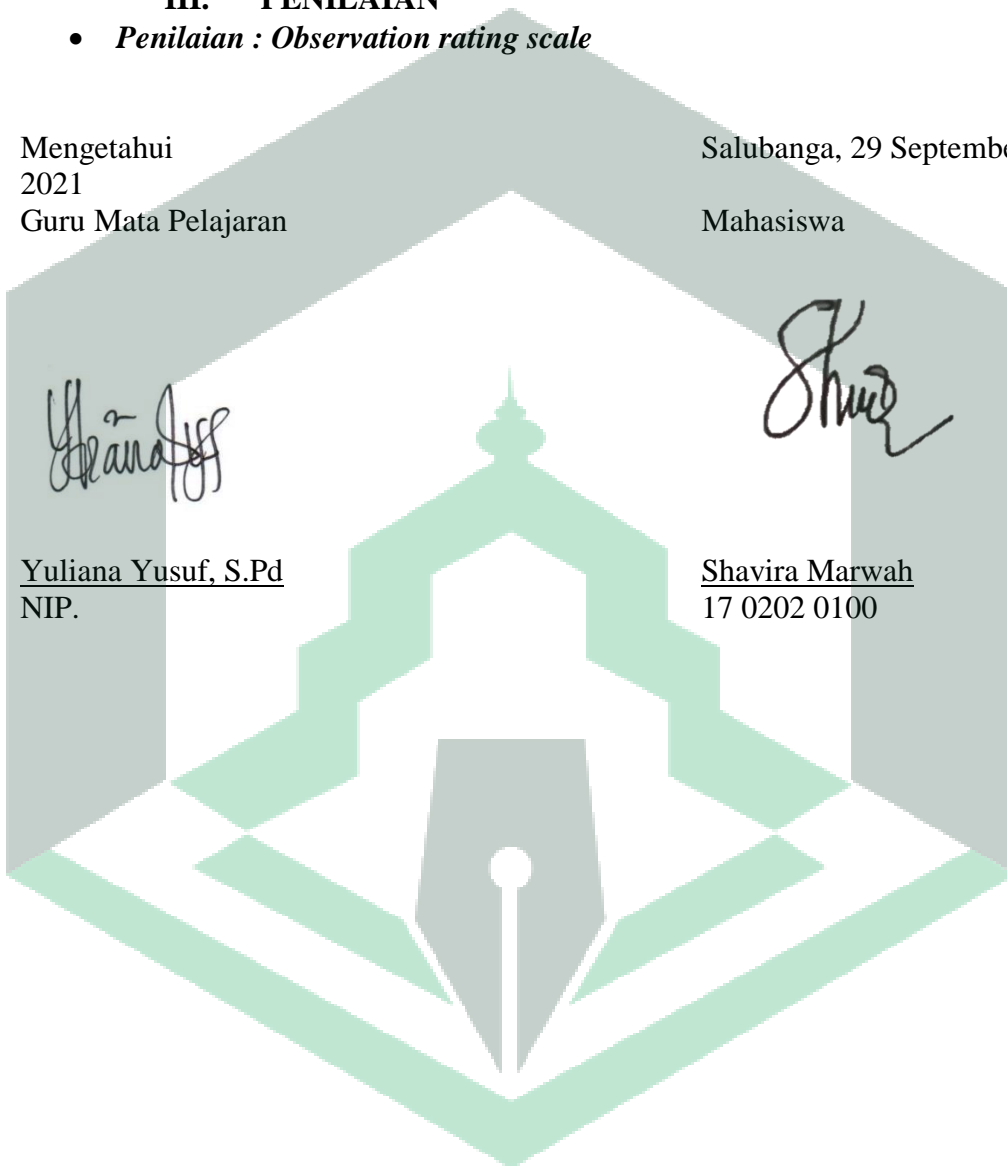 III. PENILAIAN
• Penilaian : Observation rating scale
Mengetahui Salubanga, 29 Septembe
2021
Guru Mata Pelajaran Mahasiswa
Yuliana Yusuf, S.Pd Shavira Marwah
NIP. 17 0202 0100